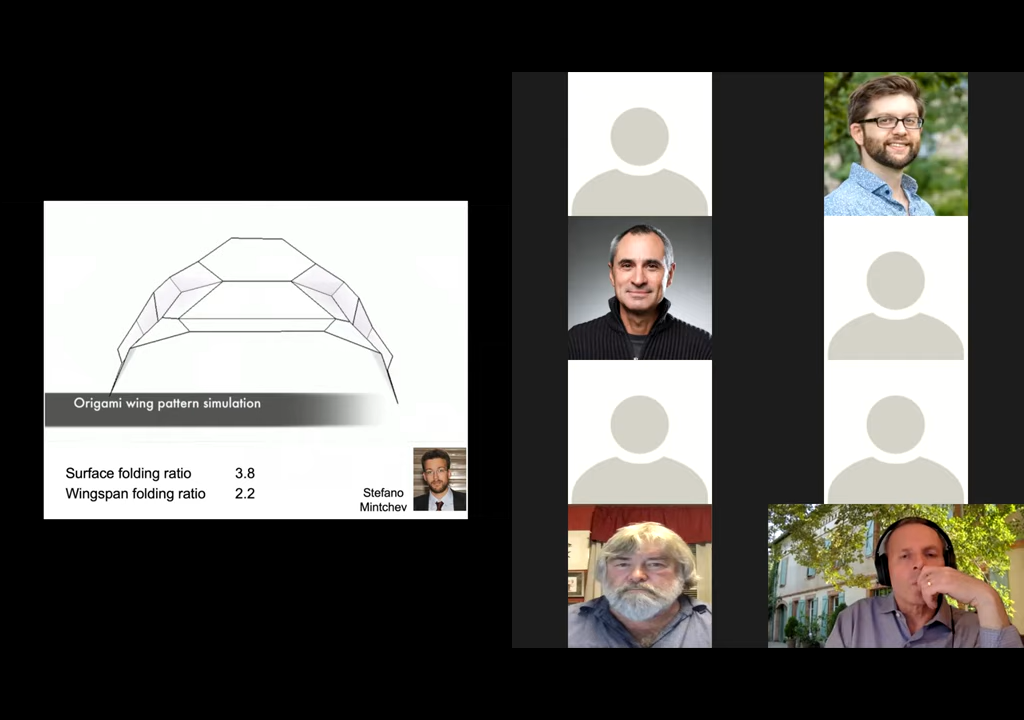 Origami wing pattern simulation
Surface folding ratio 3.8
Wingspan folding ratio 2.2
Stefano
Mintchev